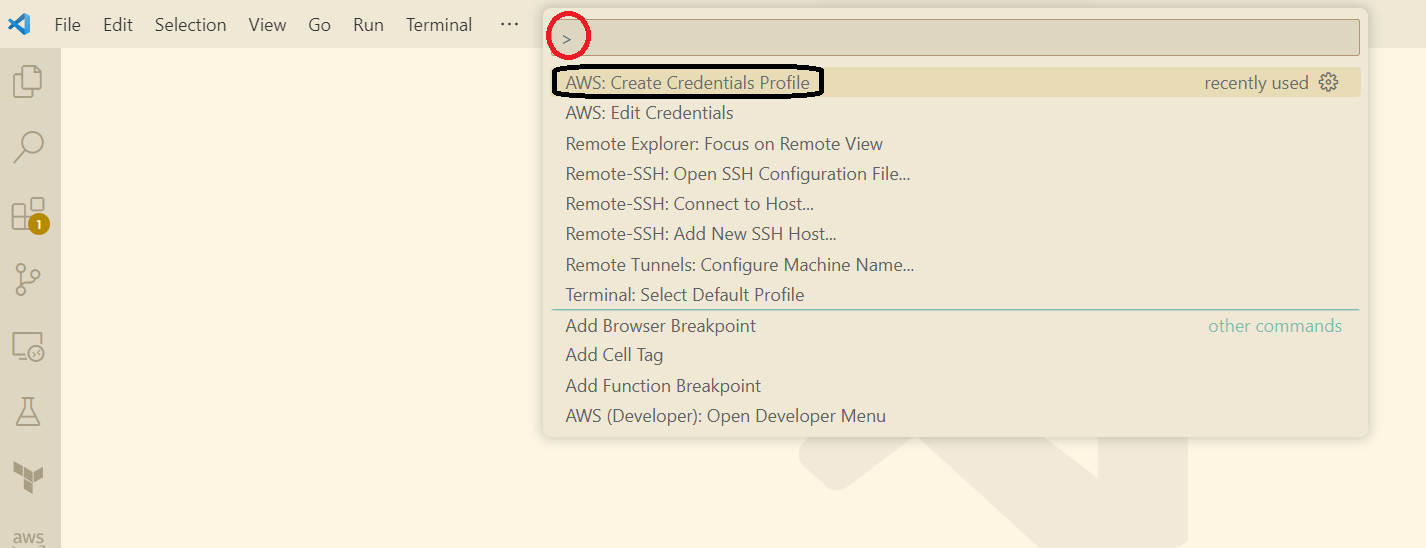 File Edit Selection View Go Run Terminal ···
>
AWS: Create Credentials Profile recently used
AWS: Edit Credentials
Remote Explorer: Focus on Remote View
Remote-SSH: Open SSH Configuration File...
Remote-SSH: Connect to Host...
Remote-SSH: Add New SSH Host...
Remote Tunnels: Configure Machine Name...
Terminal: Select Default Profile
Add Browser Breakpoint other commands
Add Cell Tag
Add Function Breakpoint
AWS (Developer): Open Developer Menu
1
aws